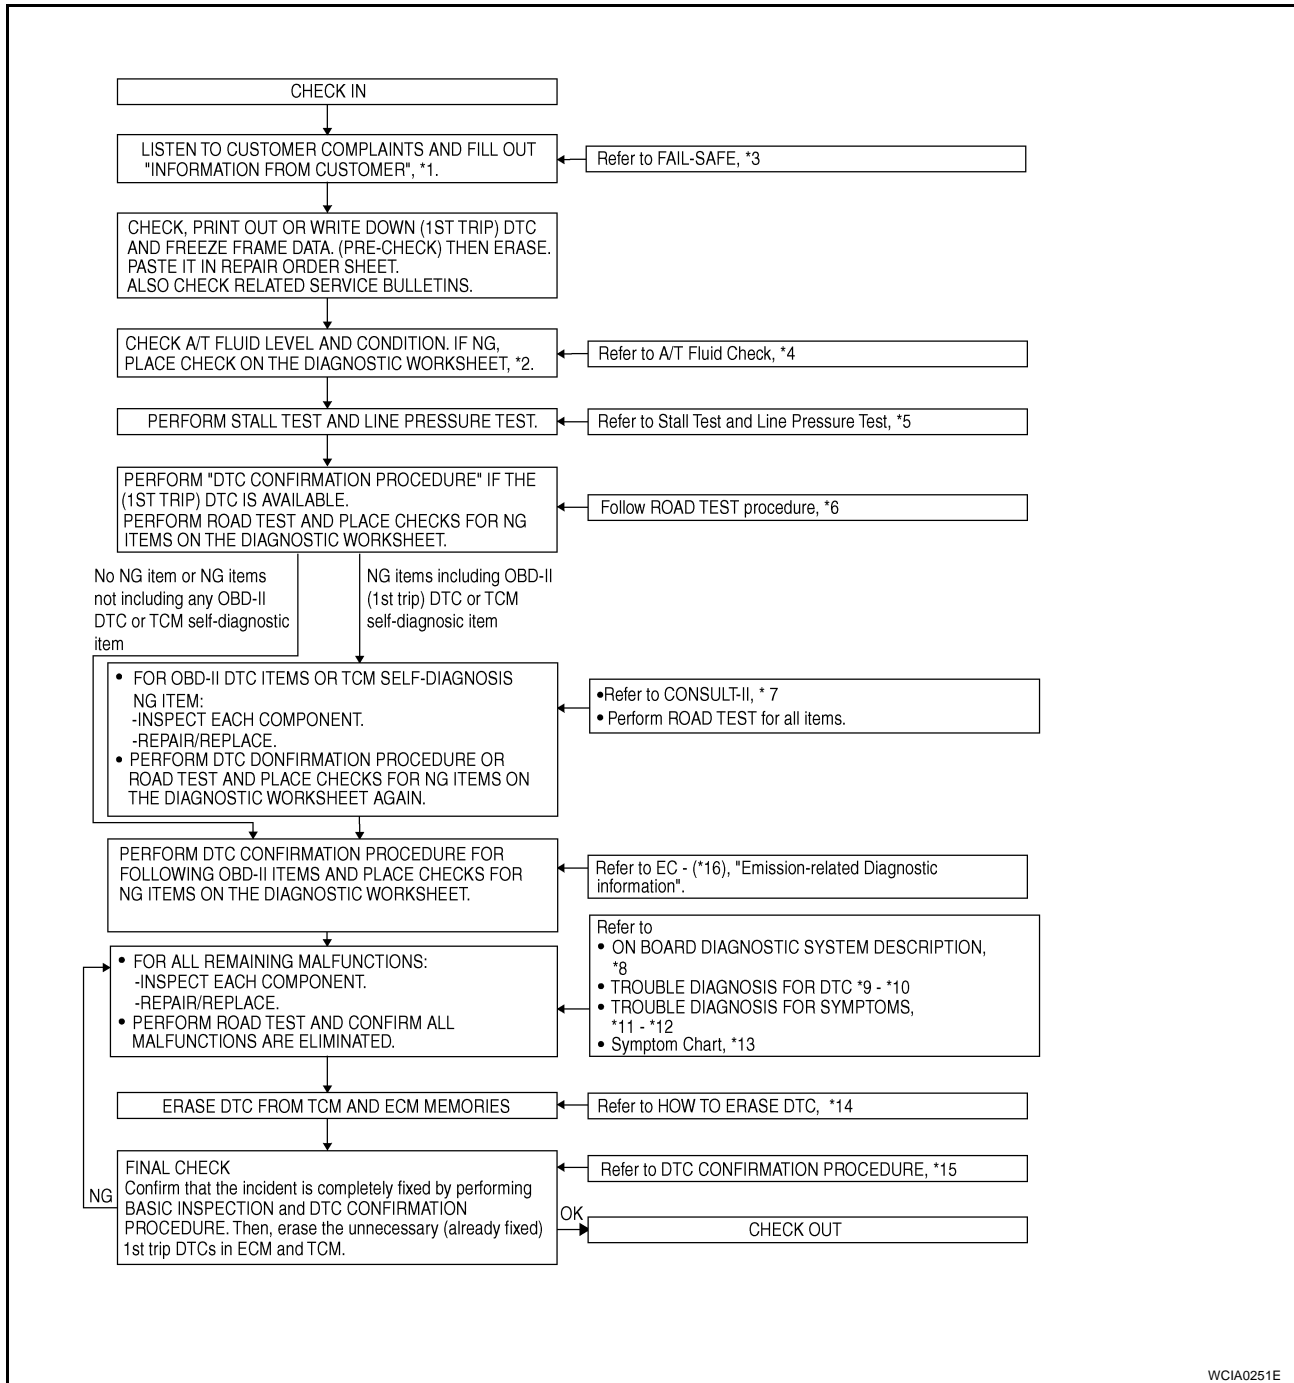 CHECK IN
LISTEN TO CUSTOMER COMPLAINTS AND FILL OUT
"INFORMATION FROM CUSTOMER", *1.
Refer to FAIL-SAFE, *3
CHECK, PRINT OUT OR WRITE DOWN (1ST TRIP) DTC
AND FREEZE FRAME DATA. (PRE-CHECK) THEN ERASE.
PASTE IT IN REPAIR ORDER SHEET.
ALSO CHECK RELATED SERVICE BULLETINS.
CHECK A/T FLUID LEVEL AND CONDITION. IF NG,
PLACE CHECK ON THE DIAGNOSTIC WORKSHEET, *2.
Refer to A/T Fluid Check, *4
PERFORM STALL TEST AND LINE PRESSURE TEST.
Refer to Stall Test and Line Pressure Test, *5
PERFORM "DTC CONFIRMATION PROCEDURE" IF THE
(1ST TRIP) DTC IS AVAILABLE.
PERFORM ROAD TEST AND PLACE CHECKS FOR NG
ITEMS ON THE DIAGNOSTIC WORKSHEET.
Follow ROAD TEST procedure, *6
No NG item or NG items
not including any OBD-II
DTC or TCM self-diagnostic
item
NG items including OBD-II
(1st trip) DTC or TCM
self-diagnosic item
• FOR OBD-II DTC ITEMS OR TCM SELF-DIAGNOSIS
NG ITEM:
-INSPECT EACH COMPONENT.
-REPAIR/REPLACE.
• PERFORM DTC DONFIRMATION PROCEDURE OR
ROAD TEST AND PLACE CHECKS FOR NG ITEMS ON
THE DIAGNOSTIC WORKSHEET AGAIN.
•Refer to CONSULT-II, * 7
• Perform ROAD TEST for all items.
PERFORM DTC CONFIRMATION PROCEDURE FOR
FOLLOWING OBD-II ITEMS AND PLACE CHECKS FOR
NG ITEMS ON THE DIAGNOSTIC WORKSHEET.
Refer to EC - (*16), "Emission-related Diagnostic
information".
• FOR ALL REMAINING MALFUNCTIONS:
-INSPECT EACH COMPONENT.
-REPAIR/REPLACE.
• PERFORM ROAD TEST AND CONFIRM ALL
MALFUNCTIONS ARE ELIMINATED.
Refer to
• ON BOARD DIAGNOSTIC SYSTEM DESCRIPTION,
*8
• TROUBLE DIAGNOSIS FOR DTC *9 - *10
• TROUBLE DIAGNOSIS FOR SYMPTOMS,
*11 - *12
• Symptom Chart, *13
ERASE DTC FROM TCM AND ECM MEMORIES
Refer to HOW TO ERASE DTC, *14
FINAL CHECK
Confirm that the incident is completely fixed by performing
BASIC INSPECTION and DTC CONFIRMATION
PROCEDURE. Then, erase the unnecessary (already fixed)
1st trip DTCs in ECM and TCM.
Refer to DTC CONFIRMATION PROCEDURE, *15
NG
OK
CHECK OUT
WCIA0251E